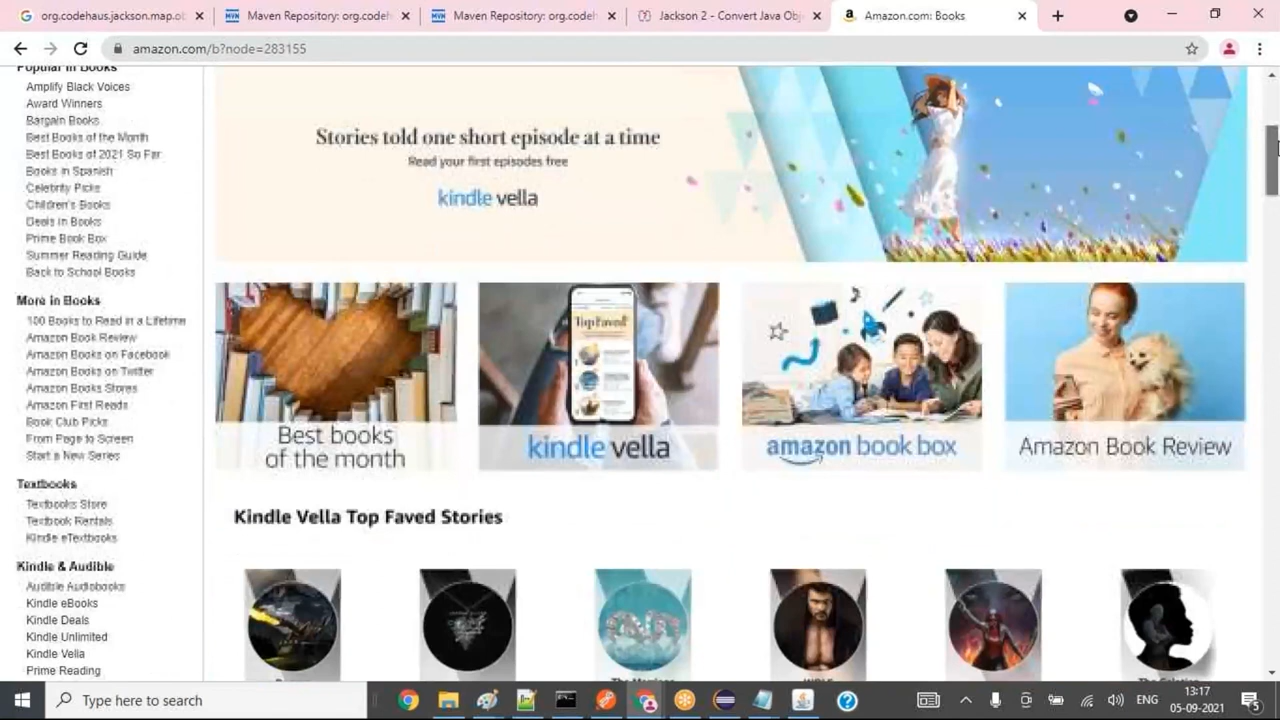 org.codehaus.jackson.map.ob
Maven Repository: org.codeh
Maven Repository: org.codeh
Jackson 2 - Convert Java Obj
Amazon.com: Books
amazon.com/b?node=283155
Popular in Books
Amplify Black Voices
Award Winners
Bargain Books
Best Books of the Month
Best Books of 2021 So Far
Books in Spanish
Celebrity Picks
Children's Books
Deals in Books
Prime Book Box
Summer Reading Guide
Back to School Books
More in Books
100 Books to Read in a Lifetime
Amazon Book Review
Amazon Books on Facebook
Amazon Books on Twitter
Amazon Books Stores
Amazon First Reads
Book Club Picks
From Page to Screen
Start a New Series
Textbooks
Textbooks Store
Textbook Rentals
Kindle eTextbooks
Kindle & Audible
Audible Audiobooks
Kindle eBooks
Kindle Deals
Kindle Unlimited
Kindle Vella
Prime Reading
Stories told one short episode at a time
Read your first episodes free
kindle vella
Best books
of the month
Top Faved
kindle vella
amazon book box
Amazon Book Review
Kindle Vella Top Faved Stories
Type here to search
ENG
13:17
05-09-2021
5